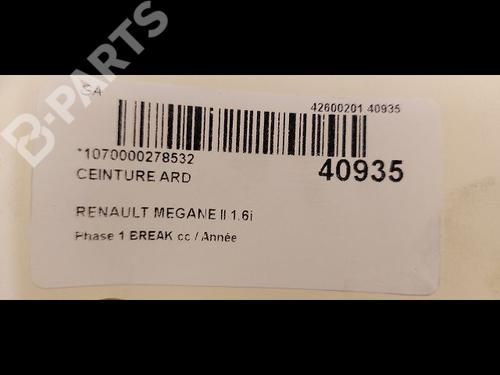 B-PARTS
SA
42600201 40935
*1070000278532
CEINTURE ARD
40935
RENAULT MEGANE II 1.6i
Phase 1 BREAK cc / Année